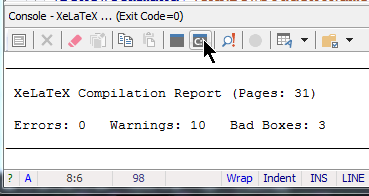 Console - XeLaTeX ... (Exit Code=0)
XeLaTeX Compilation Report (Pages: 31)
Errors: 0 Warnings: 10 Bad Boxes: 3
? A 8:6 98 Wrap Indent INS LINE